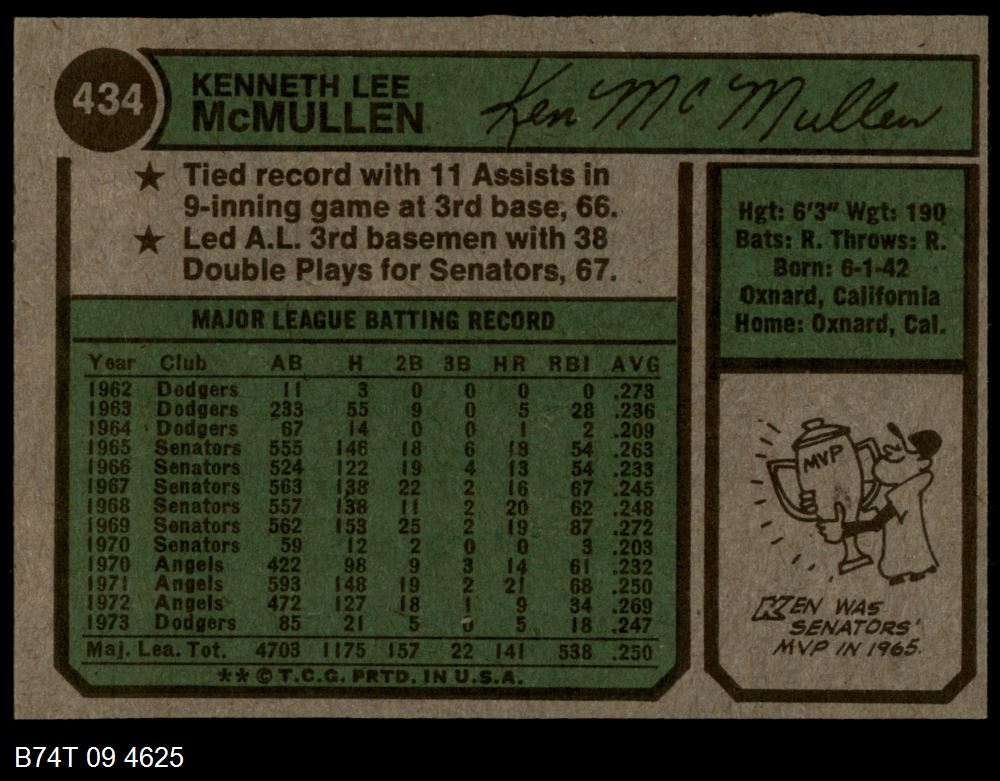 434
KENNETH LEE
McMULLEN
Ken McMullen
★ Tied record with 11 Assists in
9-inning game at 3rd base, 66.
★ Led A.L. 3rd basemen with 38
Double Plays for Senators, 67.
Hgt: 6'3" Wgt: 190
Bats: R. Throws: R.
Born: 6-1-42
Oxnard, California
Home: Oxnard, Cal.
MAJOR LEAGUE BATTING RECORD
Year Club AB H 2B 3B HR RBI AVG
1962 Dodgers 11 3 0 0 0 0 .273
1963 Dodgers 233 55 9 0 5 28 .236
1964 Dodgers 67 14 0 0 1 2 .209
1965 Senators 555 146 18 6 18 54 .263
1966 Senators 524 122 19 4 13 54 .233
1967 Senators 563 138 22 2 16 67 .245
1968 Senators 557 138 11 2 20 62 .248
1969 Senators 562 153 25 2 19 87 .272
1970 Senators 59 12 2 0 0 3 .203
1970 Angels 422 98 9 3 14 61 .232
1971 Angels 593 148 19 2 21 68 .250
1972 Angels 472 127 18 1 9 34 .269
1973 Dodgers 85 21 5 0 5 18 .247
Maj. Lea. Tot. 4703 1175 157 22 141 538 .250
**©T.C.G. PRTD. IN U.S.A.
MVP
KEN WAS
SENATORS'
MVP IN 1965.
B74T 09 4625